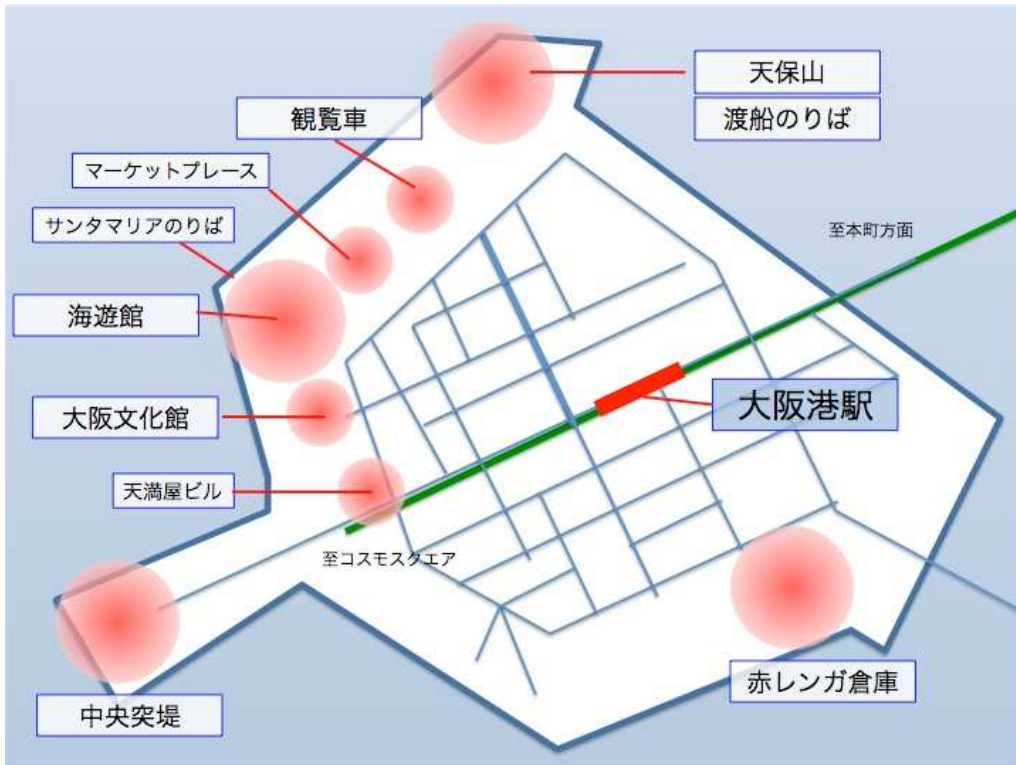 天保山
渡船のりば
観覧車
マーケットプレース
サンタマリアのりば
至本町方面
海遊館
大阪文化館
大阪港駅
天満屋ビル
至コスモスクエア
赤レンガ倉庫
中央突堤